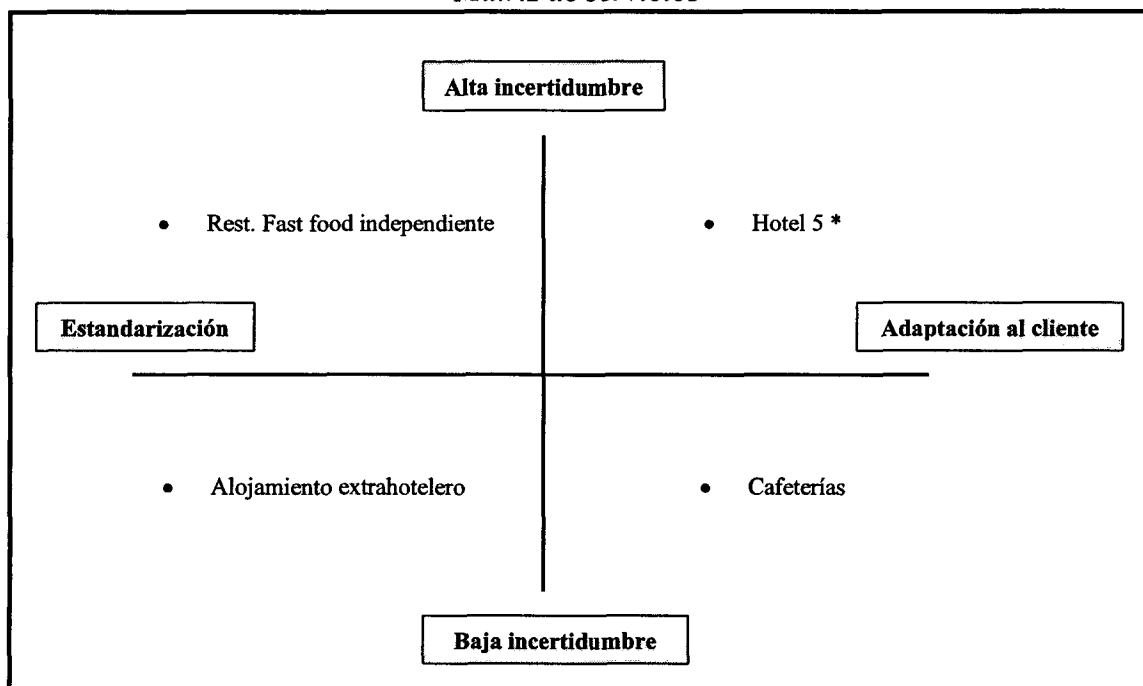 Alta incertidumbre
• Rest. Fast food independiente
• Hotel 5 *
Estandarización
Adaptación al cliente
• Alojamiento extrahotelero
• Cafeterías
Baja incertidumbre